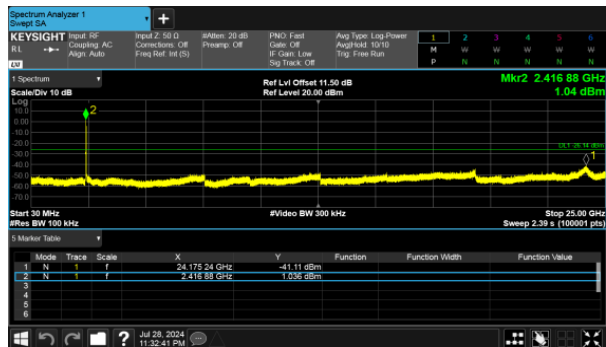 Spectrum Analyzer 1
Swept SA
KEYSIGHT Input: RF Input Z: 50 Ω #Atten: 20 dB PNO: Fast Avg Type: Log-Power 1 2 3 4 5 6
RL Coupling: AC Corrections: Off Preamp: Off Gate: Off Avg|Hold: 10/10 M W W W W W
Align: Auto Freq Ref: Int (S) IF Gain: Low Trig: Free Run P N N N N N
Sig Track: Off
LXI
1 Spectrum Ref Lvl Offset 11.50 dB Mkr2 2.416 88 GHz
Scale/Div 10 dB Ref Level 20.00 dBm 1.04 dBm
Log
10.0
2
0.00
-10.0
-20.0
DL1 -26.14 dBm
-30.0
1
-40.0
-50.0
-60.0
-70.0
Start 30 MHz #Video BW 300 kHz Stop 25.00 GHz
#Res BW 100 kHz Sweep 2.39 s (100001 pts)
5 Marker Table
Mode Trace Scale X Y Function Function Width Function Value
1 N 1 f 24.175 24 GHz -41.11 dBm
2 N 1 f 2.416 88 GHz 1.036 dBm
3
4
5
6
? Jul 28, 2024
11:32:41 PM